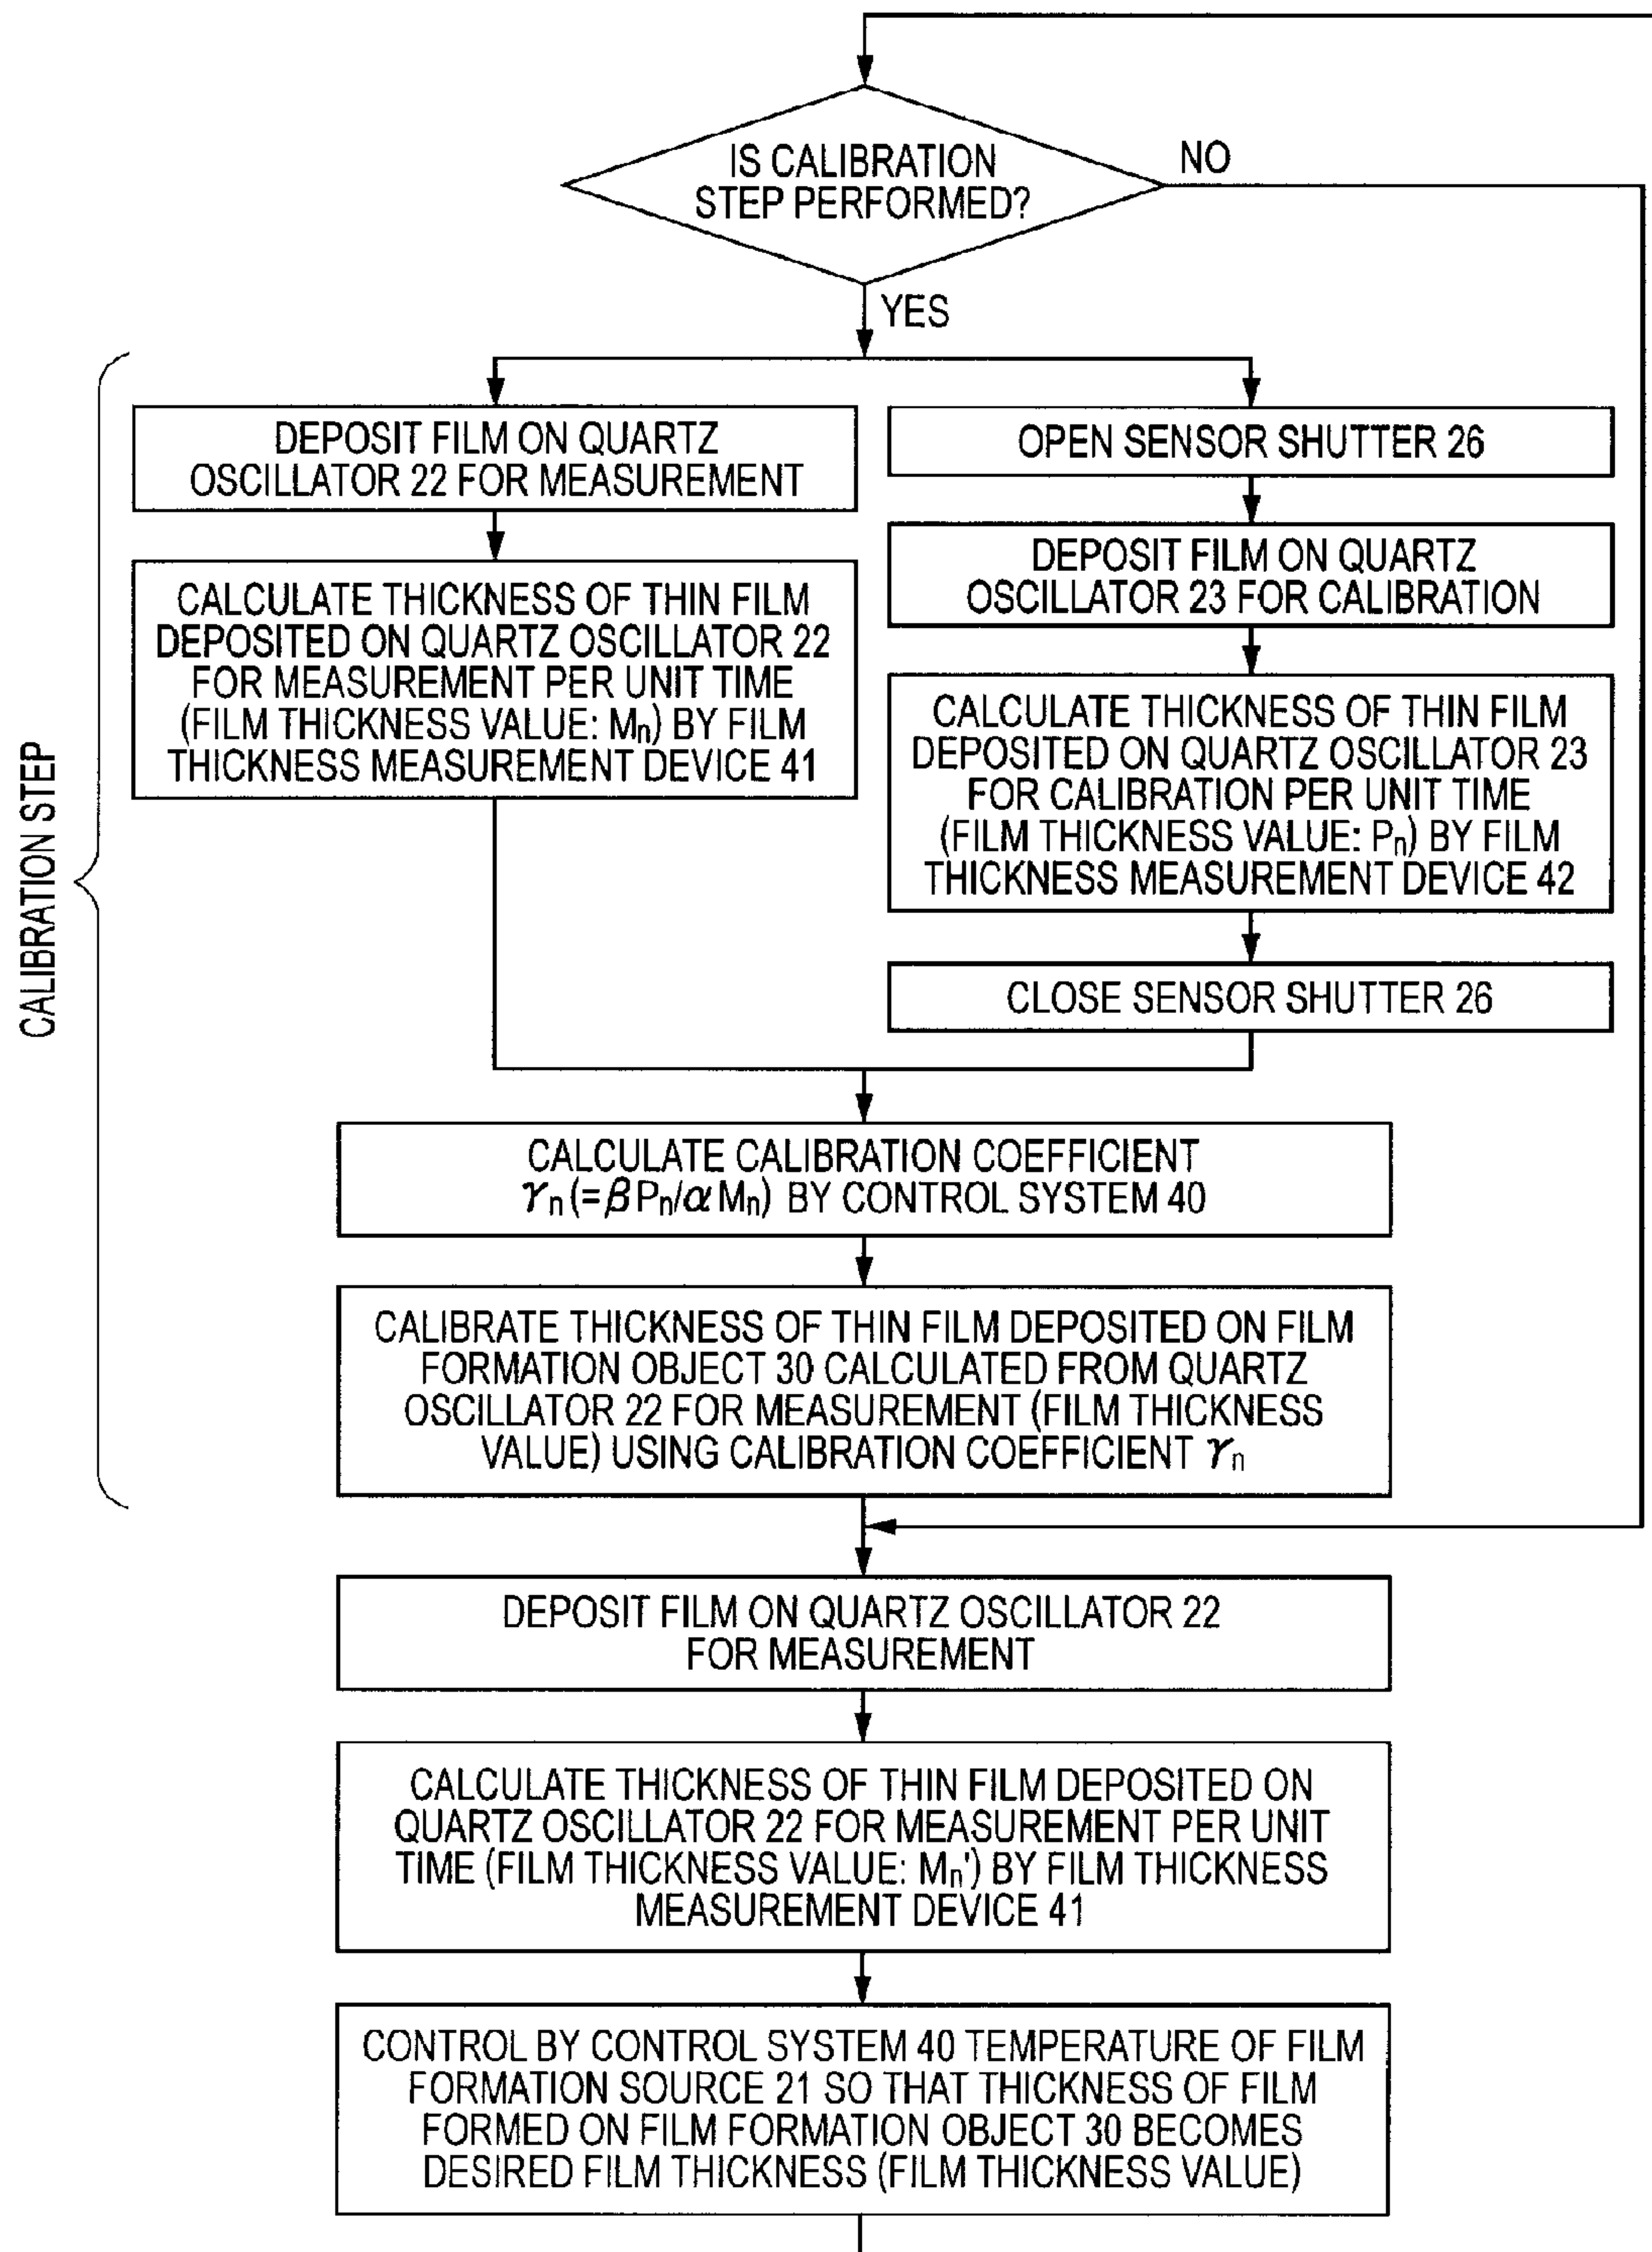 IS CALIBRATION
STEP PERFORMED?
NO
YES
CALIBRATION STEP
DEPOSIT FILM ON QUARTZ
OSCILLATOR 22 FOR MEASUREMENT
CALCULATE THICKNESS OF THIN FILM
DEPOSITED ON QUARTZ OSCILLATOR 22
FOR MEASUREMENT PER UNIT TIME
(FILM THICKNESS VALUE: Mn) BY FILM
THICKNESS MEASUREMENT DEVICE 41
OPEN SENSOR SHUTTER 26
DEPOSIT FILM ON QUARTZ
OSCILLATOR 23 FOR CALIBRATION
CALCULATE THICKNESS OF THIN FILM
DEPOSITED ON QUARTZ OSCILLATOR 23
FOR CALIBRATION PER UNIT TIME
(FILM THICKNESS VALUE: Pn) BY FILM
THICKNESS MEASUREMENT DEVICE 42
CLOSE SENSOR SHUTTER 26
CALCULATE CALIBRATION COEFFICIENT
γn(=βPn/αMn) BY CONTROL SYSTEM 40
CALIBRATE THICKNESS OF THIN FILM DEPOSITED ON FILM
FORMATION OBJECT 30 CALCULATED FROM QUARTZ
OSCILLATOR 22 FOR MEASUREMENT (FILM THICKNESS
VALUE) USING CALIBRATION COEFFICIENT γn
DEPOSIT FILM ON QUARTZ OSCILLATOR 22
FOR MEASUREMENT
CALCULATE THICKNESS OF THIN FILM DEPOSITED ON
QUARTZ OSCILLATOR 22 FOR MEASUREMENT PER UNIT
TIME (FILM THICKNESS VALUE: Mn') BY FILM THICKNESS
MEASUREMENT DEVICE 41
CONTROL BY CONTROL SYSTEM 40 TEMPERATURE OF FILM
FORMATION SOURCE 21 SO THAT THICKNESS OF FILM
FORMED ON FILM FORMATION OBJECT 30 BECOMES
DESIRED FILM THICKNESS (FILM THICKNESS VALUE)